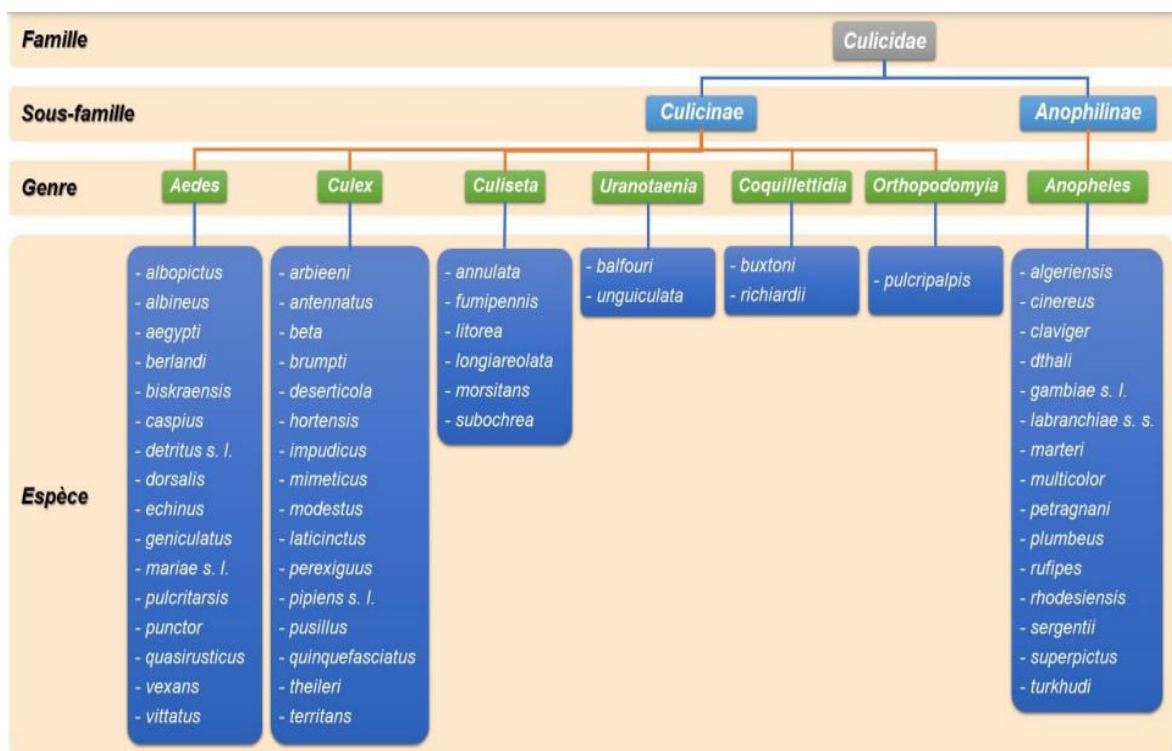 Famille
Culicidae
Sous-famille
Culicinae
Anophilinae
Genre
Aedes
Culex
Culiseta
Uranotaenia
Coquillettidia
Orthopodomyia
Anopheles
Espèce
- albopictus
- albineus
- aegypti
- berlandi
- biskraensis
- caspius
- detritus s. l.
- dorsalis
- echinus
- geniculatus
- mariae s. l.
- pulcritarsis
- punctor
- quasirusticus
- vexans
- vittatus
- arbieeni
- antennatus
- beta
- brumpti
- deserticola
- hortensis
- impudicus
- mimeticus
- modestus
- laticinctus
- perexiguus
- pipiens s. l.
- pusillus
- quinquefasciatus
- theileri
- territans
- annulata
- fumipennis
- litorea
- longiareolata
- morsitans
- subochrea
- balfouri
- unguiculata
- buxtoni
- richiardii
- pulcripalpis
- algeriensis
- cinereus
- claviger
- dthali
- gambiae s. l.
- labranchiae s. s.
- marteri
- multicolor
- petragnani
- plumbeus
- rufipes
- rhodesiensis
- sergentii
- superpictus
- turkhudi